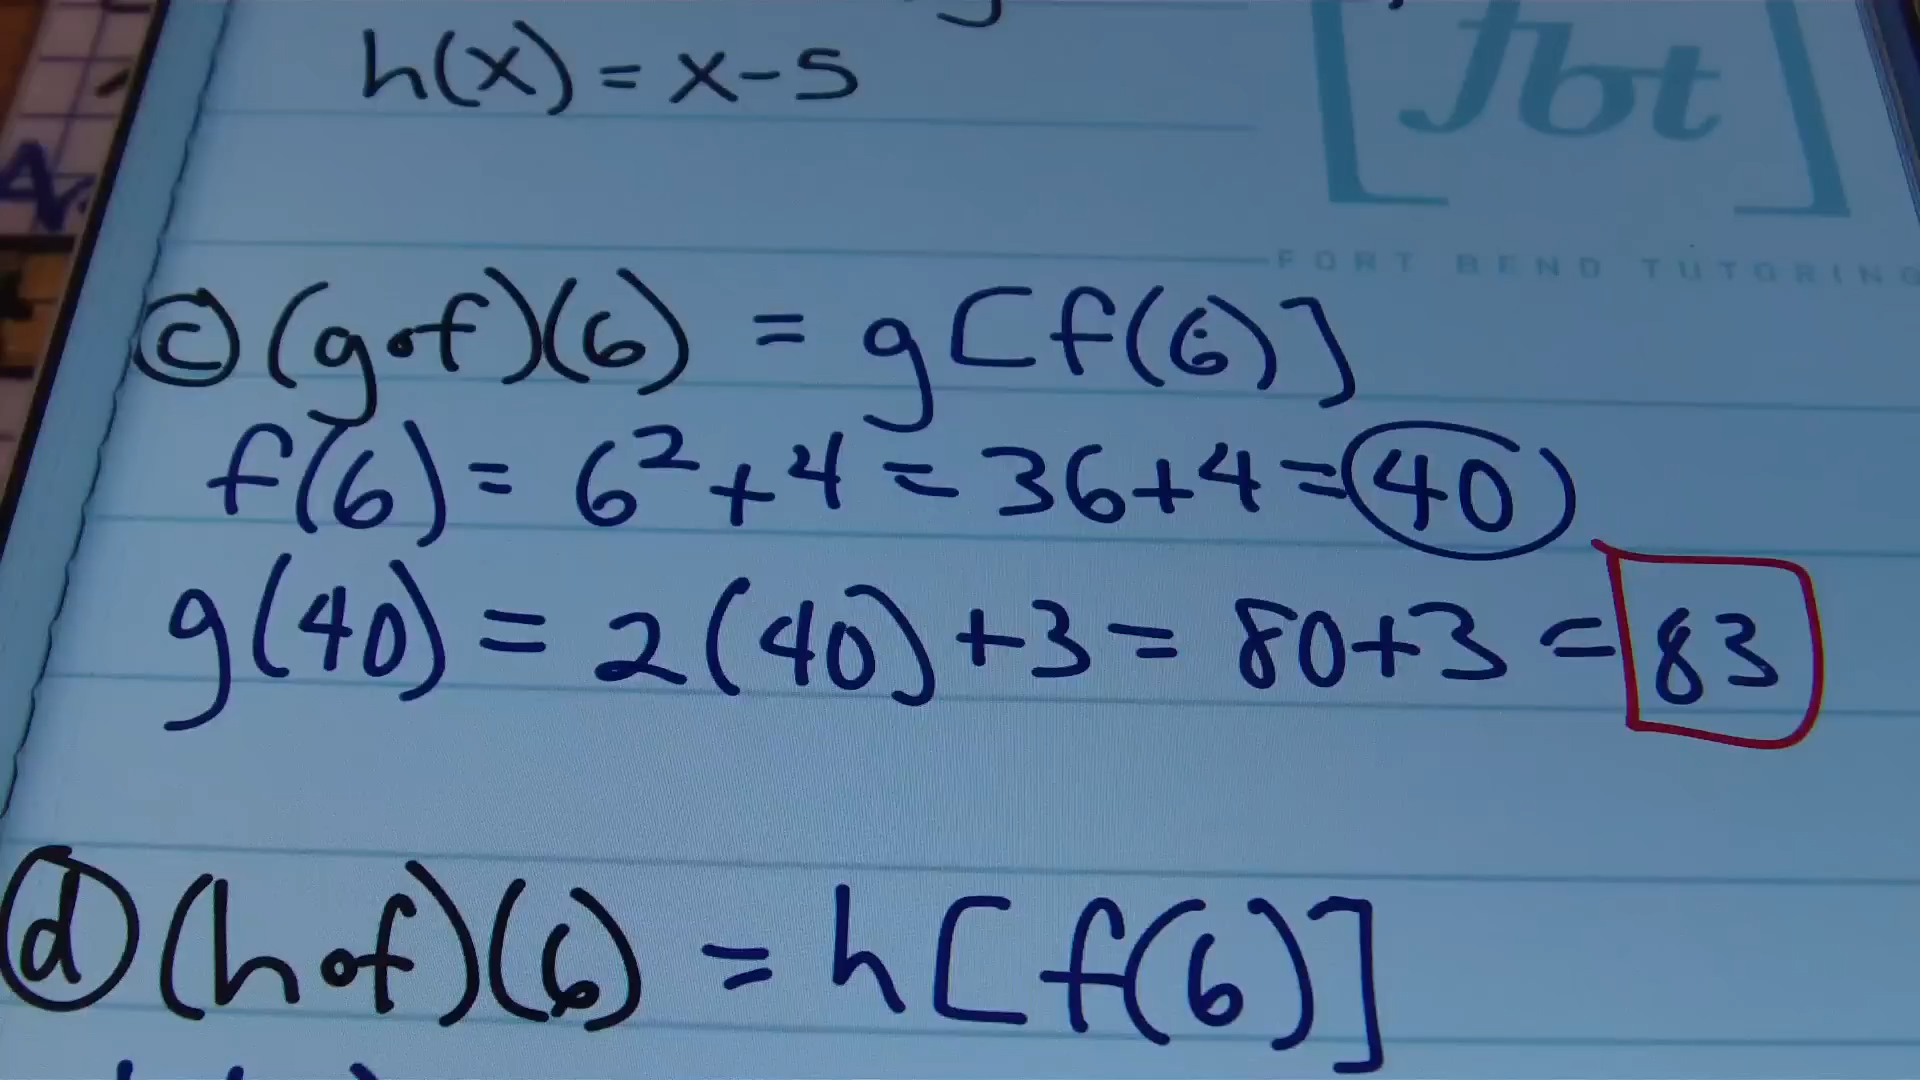 h(x) = x - 5
fbt
FORT BEND TUTORING
c (g∘f)(6) = g[f(6)]
f(6) = 6² + 4 = 36 + 4 = 40
g(40) = 2(40) + 3 = 80 + 3 = 83
d (h∘f)(6) = h[f(6)]